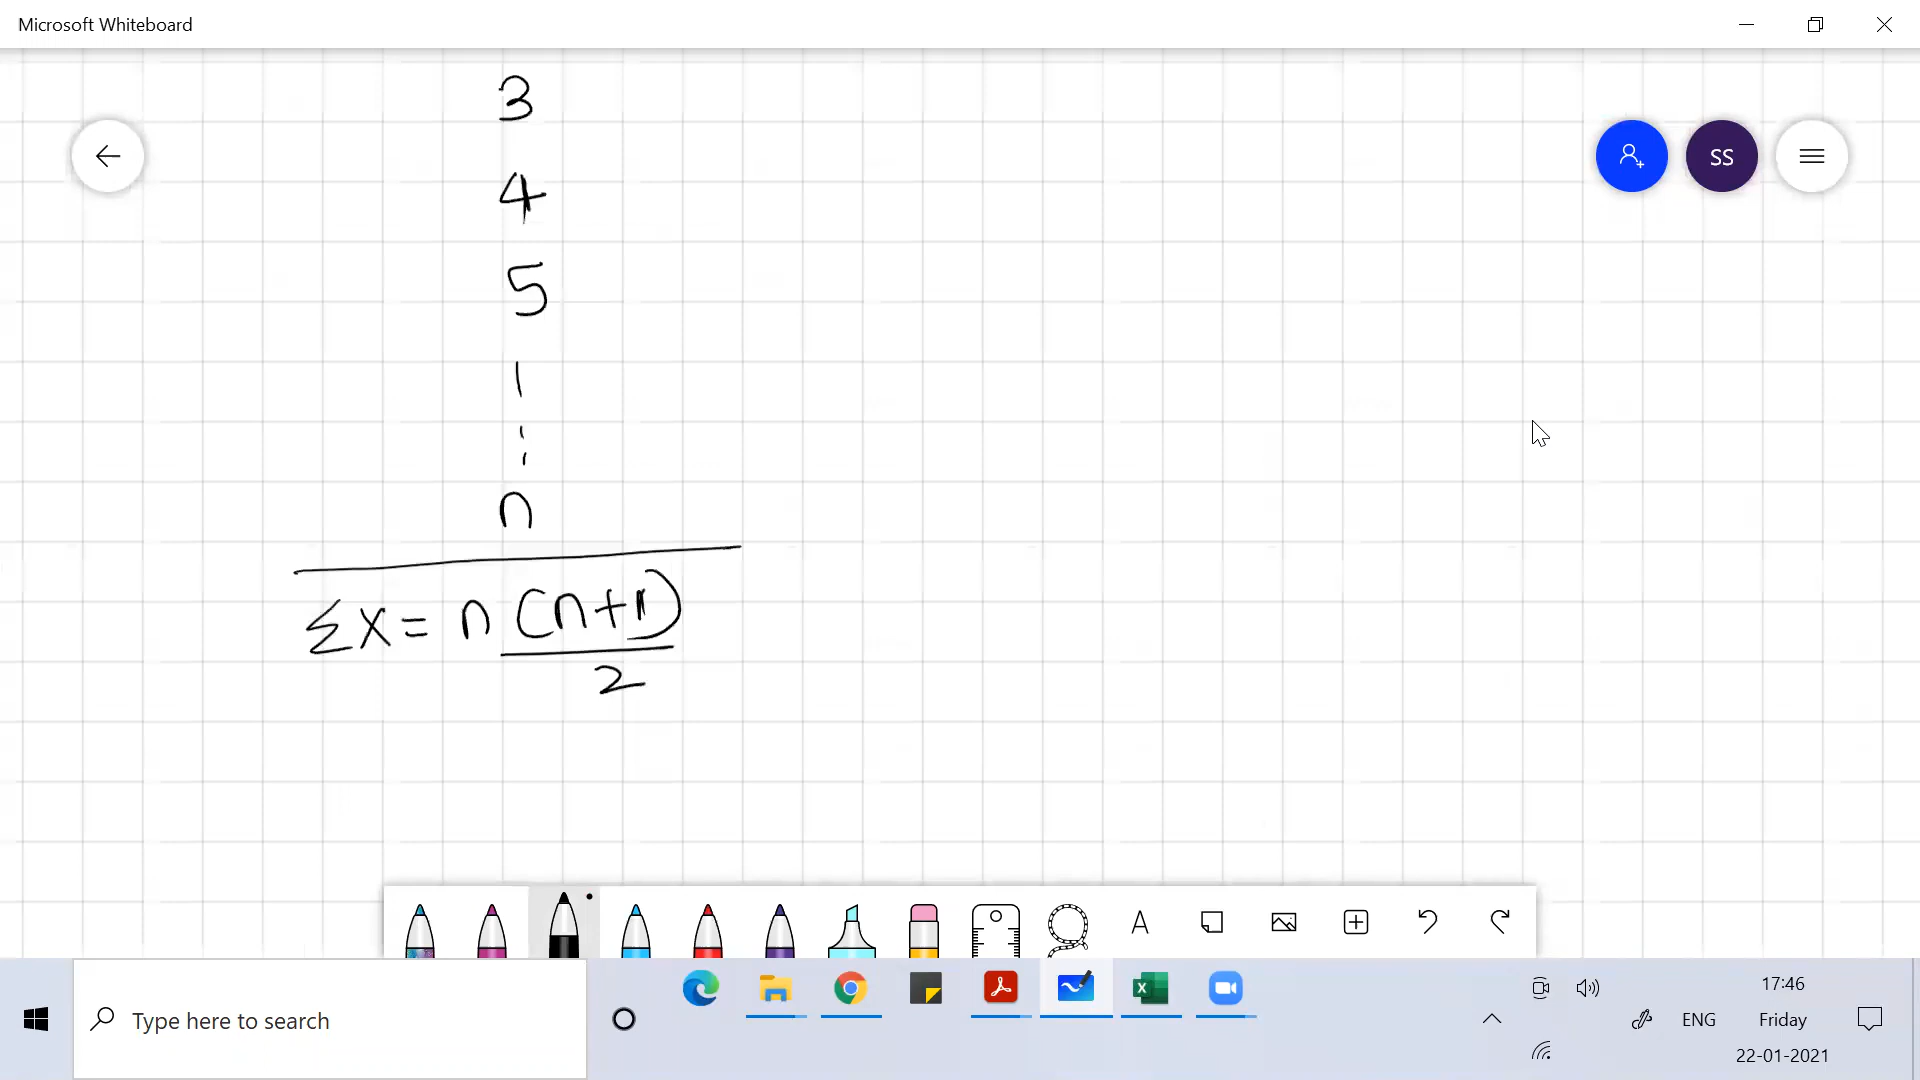 Microsoft Whiteboard
3
4
5
n
SS
ΣX = n(n+1)
2
A
Type here to search
ENG
17:46
Friday
22-01-2021